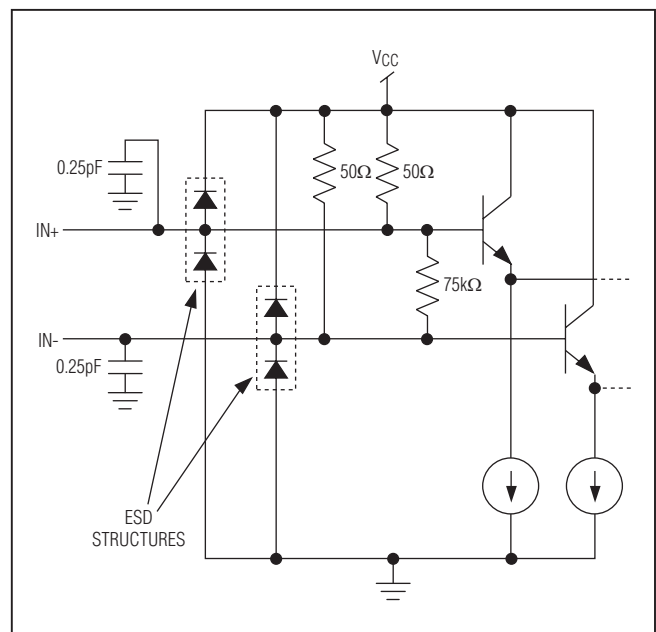 VCC
0.25pF
50Ω
50Ω
IN+
75kΩ
IN-
0.25pF
ESD
STRUCTURES